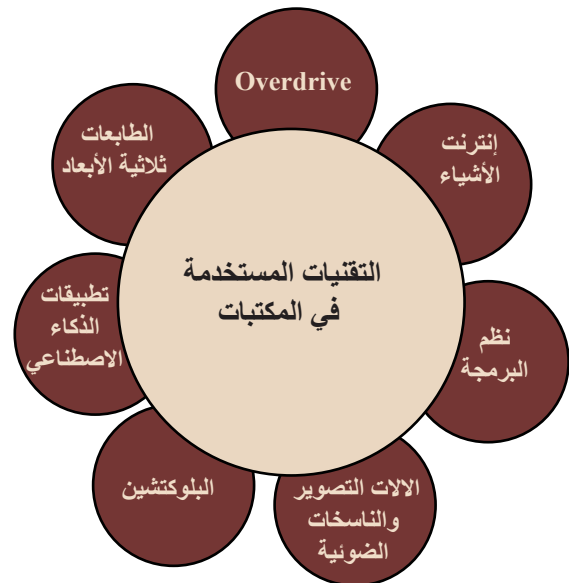 Overdrive
إنترنت
الأشياء
نظم
البرمجة
الالات التصوير
والناسخات
الضوئية
البلوكتشين
تطبيقات
الذكاء
الاصطناعي
الطابعات
ثلاثية الأبعاد
التقنيات المستخدمة
في المكتبات